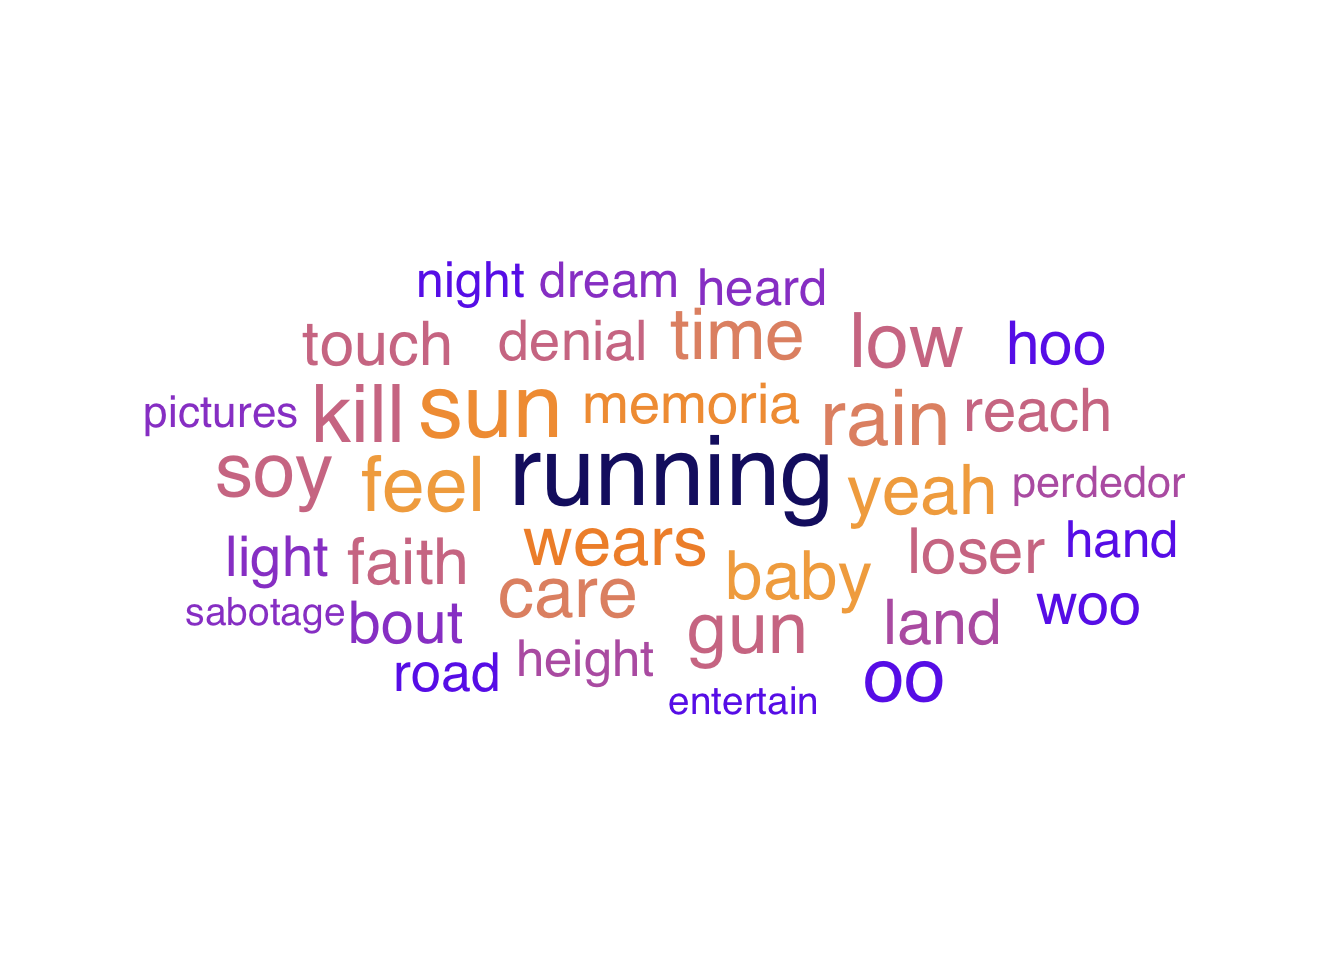 night dream heard
touch denial time low hoo
pictures kill sun memoria rain reach
soy feel running yeah perdedor
light faith wears baby loser hand
sabotage bout care gun land woo
road height entertain oo